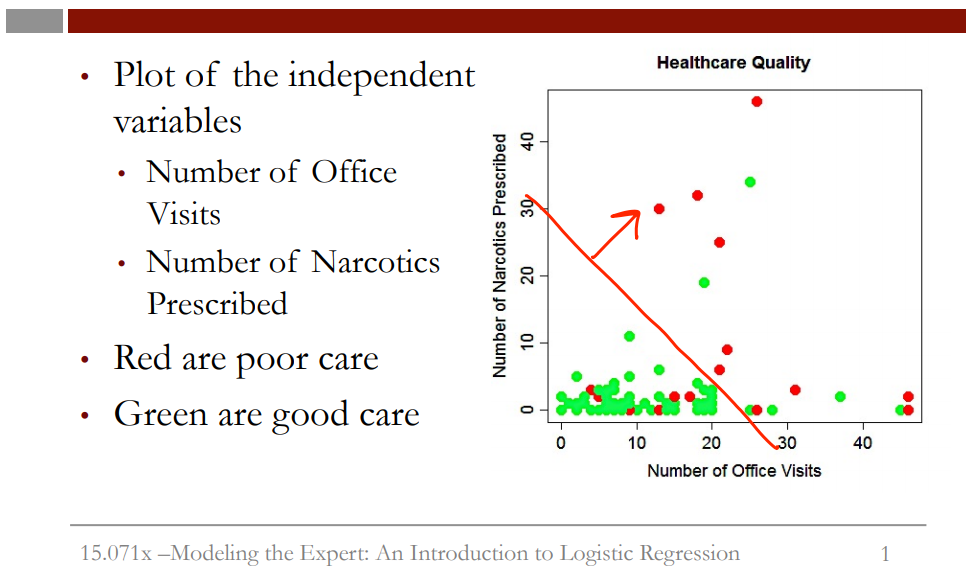 • Plot of the independent
variables
• Number of Office
Visits
• Number of Narcotics
Prescribed
• Red are poor care
• Green are good care
Healthcare Quality
Number of Narcotics Prescribed
40
30
20
10
0
0 10 20 30 40
Number of Office Visits
15.071x –Modeling the Expert: An Introduction to Logistic Regression 1